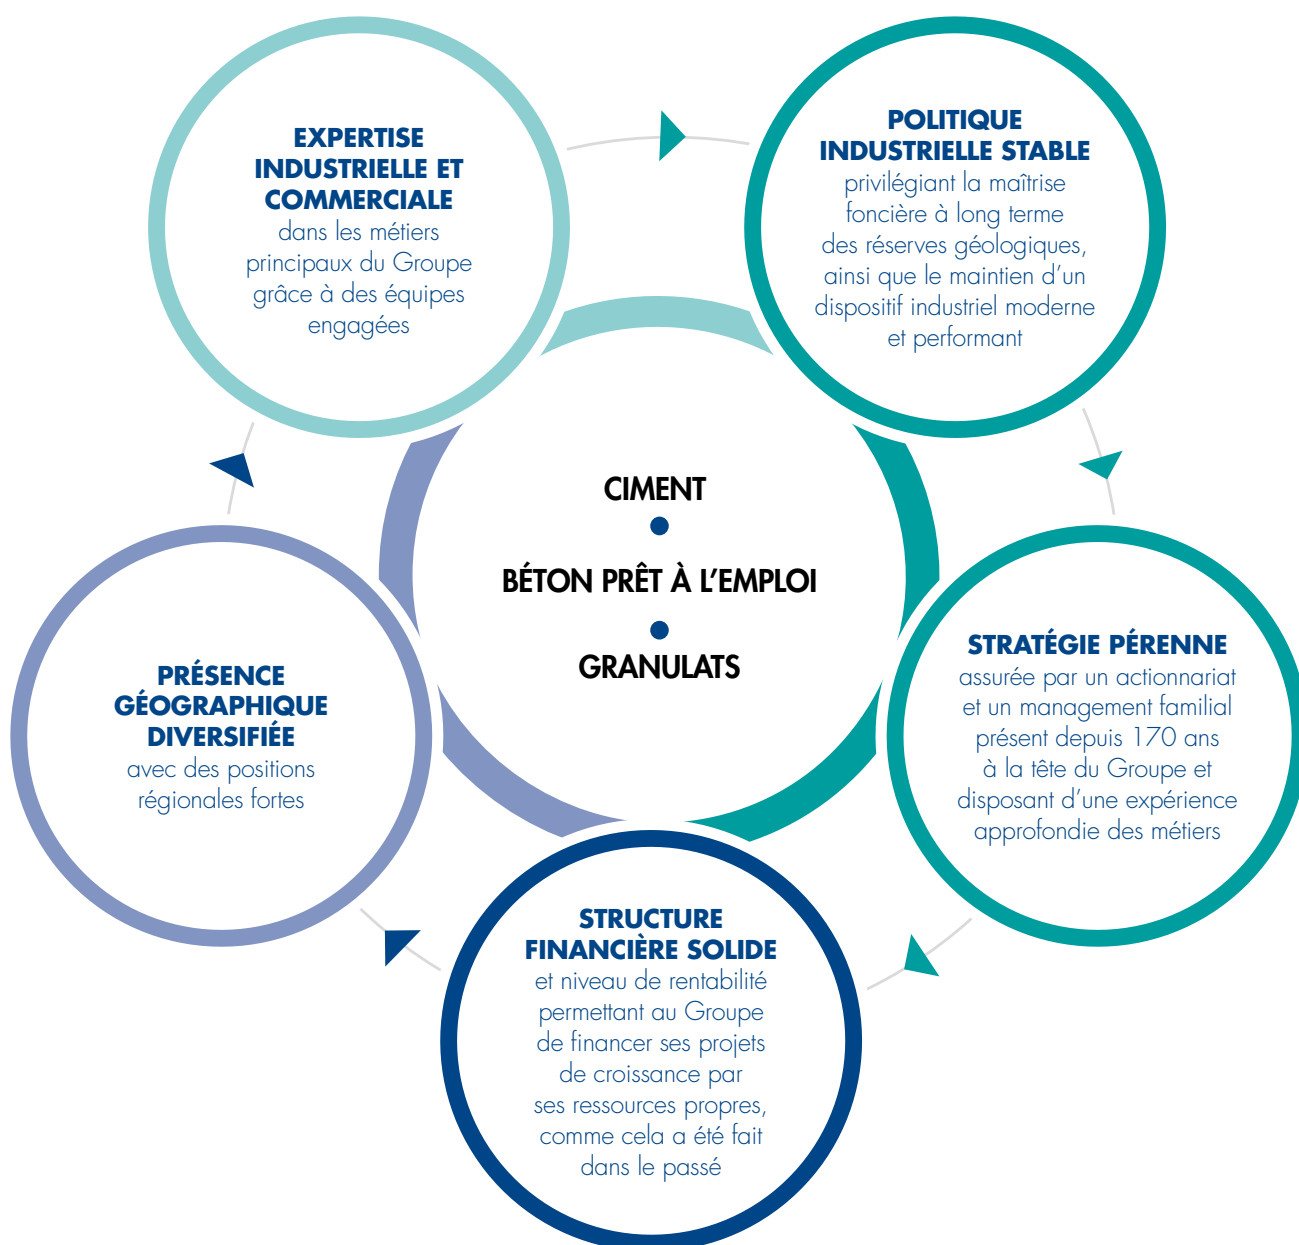 EXPERTISE
INDUSTRIELLE ET
COMMERCIALE
dans les métiers
principaux du Groupe
grâce à des équipes
engagées
POLITIQUE
INDUSTRIELLE STABLE
privilégiant la maîtrise
foncière à long terme
des réserves géologiques,
ainsi que le maintien d’un
dispositif industriel moderne
et performant
CIMENT
BÉTON PRÊT À L’EMPLOI
GRANULATS
STRATÉGIE PÉRENNE
assurée par un actionnariat
et un management familial
présent depuis 170 ans
à la tête du Groupe et
disposant d’une expérience
approfondie des métiers
STRUCTURE
FINANCIÈRE SOLIDE
et niveau de rentabilité
permettant au Groupe
de financer ses projets
de croissance par
ses ressources propres,
comme cela a été fait
dans le passé
PRÉSENCE
GÉOGRAPHIQUE
DIVERSIFIÉE
avec des positions
régionales fortes